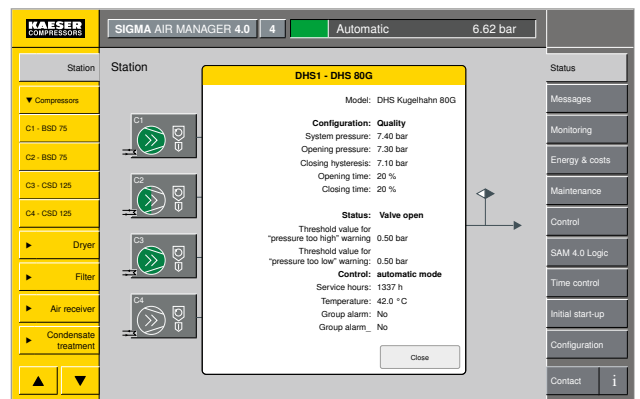 KAESER
COMPRESSORS
SIGMA AIR MANAGER 4.0
4
Automatic
6.62 bar
Station
▼ Compressors
C1 - BSD 75
C2 - BSD 75
C3 - CSD 125
C4 - CSD 125
► Dryer
► Filter
► Air receiver
► Condensate
treatment
▲ ▼
Station
C1
C2
C3
C4
DHS1 - DHS 80G
Model: DHS Kugelhahn 80G
Configuration: Quality
System pressure: 7.40 bar
Opening pressure: 7.30 bar
Closing hysteresis: 7.10 bar
Opening time: 20 %
Closing time: 20 %
Status: Valve open
Threshold value for
"pressure too high" warning 0.50 bar
Threshold value for
"pressure too low" warning: 0.50 bar
Control: automatic mode
Service hours: 1337 h
Temperature: 42.0 °C
Group alarm: No
Group alarm_ No
Close
Status
Messages
Monitoring
Energy & costs
Maintenance
Control
SAM 4.0 Logic
Time control
Initial start-up
Configuration
Contact i